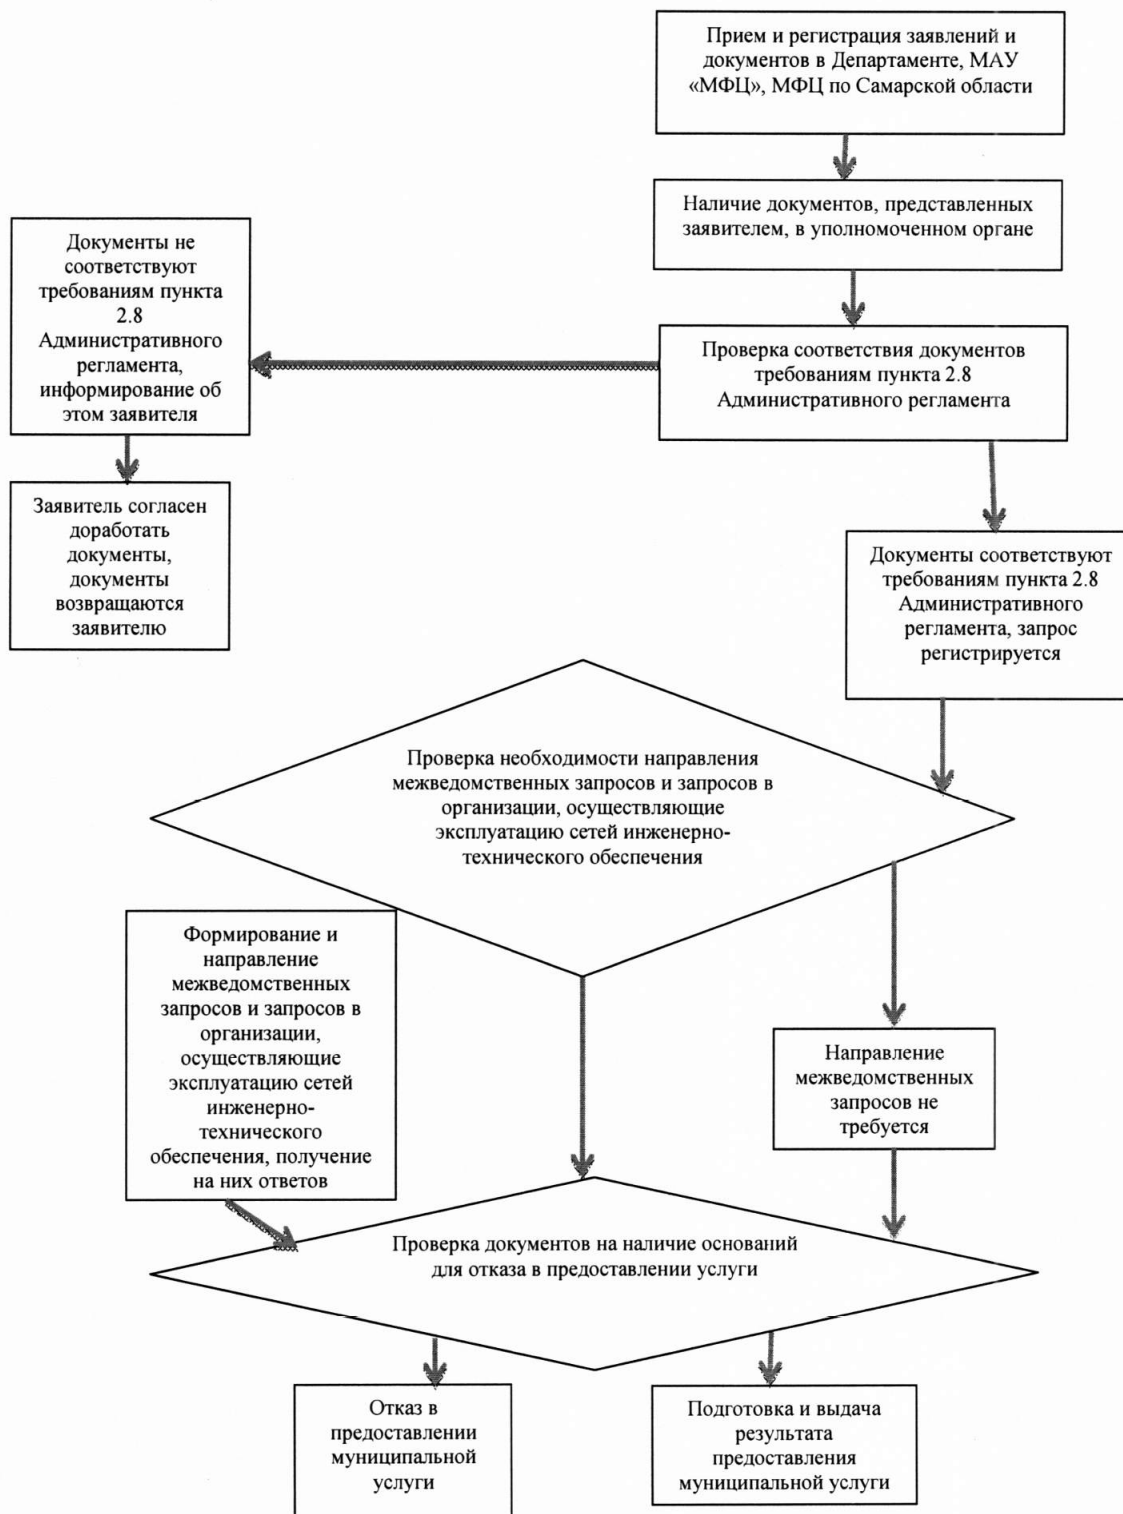 Прием и регистрация заявлений и
документов в Департаменте, МАУ
«МФЦ», МФЦ по Самарской области
Наличие документов, представленных
заявителем, в уполномоченном органе
Документы не
соответствуют
требованиям пункта
2.8
Административного
регламента,
информирование об
этом заявителя
Проверка соответствия документов
требованиям пункта 2.8
Административного регламента
Заявитель согласен
доработать
документы,
документы
возвращаются
заявителю
Документы соответствуют
требованиям пункта 2.8
Административного
регламента, запрос
регистрируется
Проверка необходимости направления
межведомственных запросов и запросов в
организации, осуществляющие
эксплуатацию сетей инженерно-
технического обеспечения
Формирование и
направление
межведомственных
запросов и запросов в
организации,
осуществляющие
эксплуатацию сетей
инженерно-
технического
обеспечения, получение
на них ответов
Направление
межведомственных
запросов не
требуется
Проверка документов на наличие оснований
для отказа в предоставлении услуги
Отказ в
предоставлении
муниципальной
услуги
Подготовка и выдача
результата
предоставления
муниципальной услуги